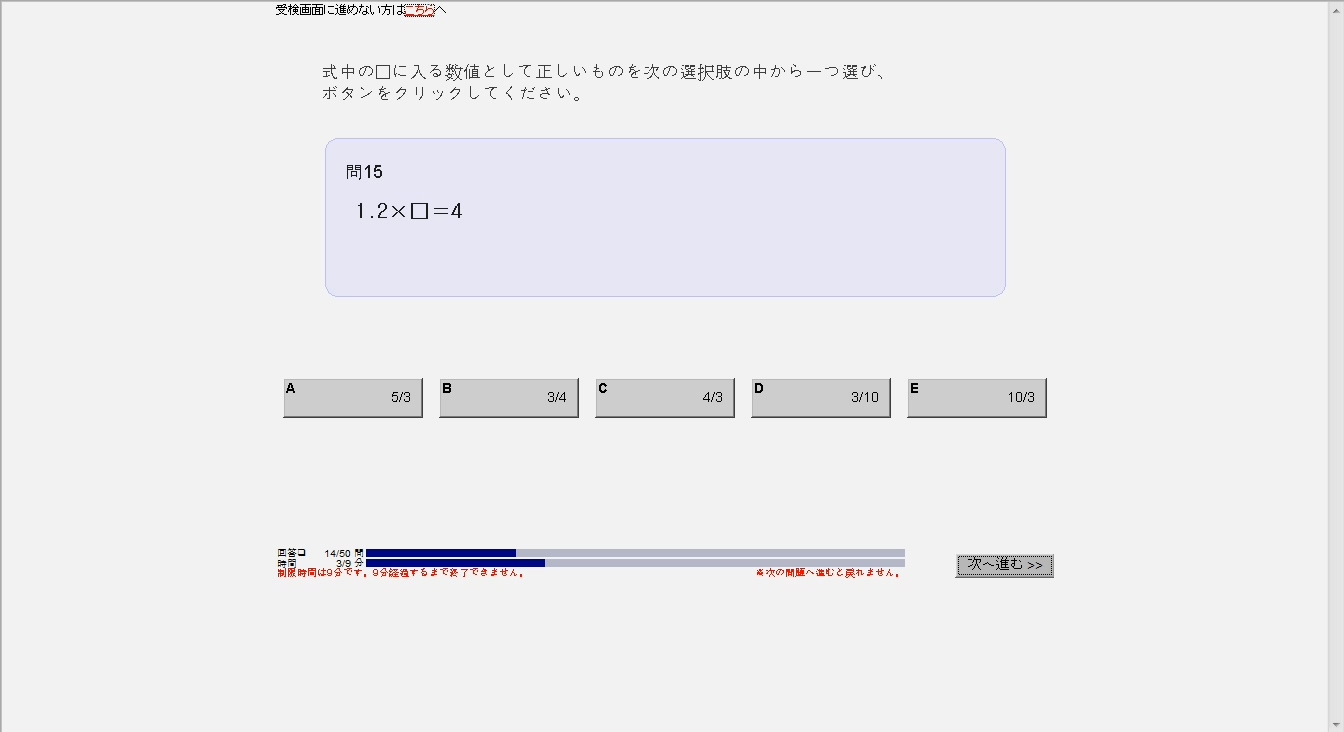 受検画面に進めない方はこちらへ
式中の□に入る数値として正しいものを次の選択肢の中から一つ選び、
ボタンをクリックしてください。
問15
1.2×□=4
A 5/3 B 3/4 C 4/3 D 3/10 E 10/3
回答□ 14/50 問
時間 3/9 分
制限時間は9分です。9分経過するまで終了できません。 ※次の問題へ進むと戻れません。
次へ進む >>